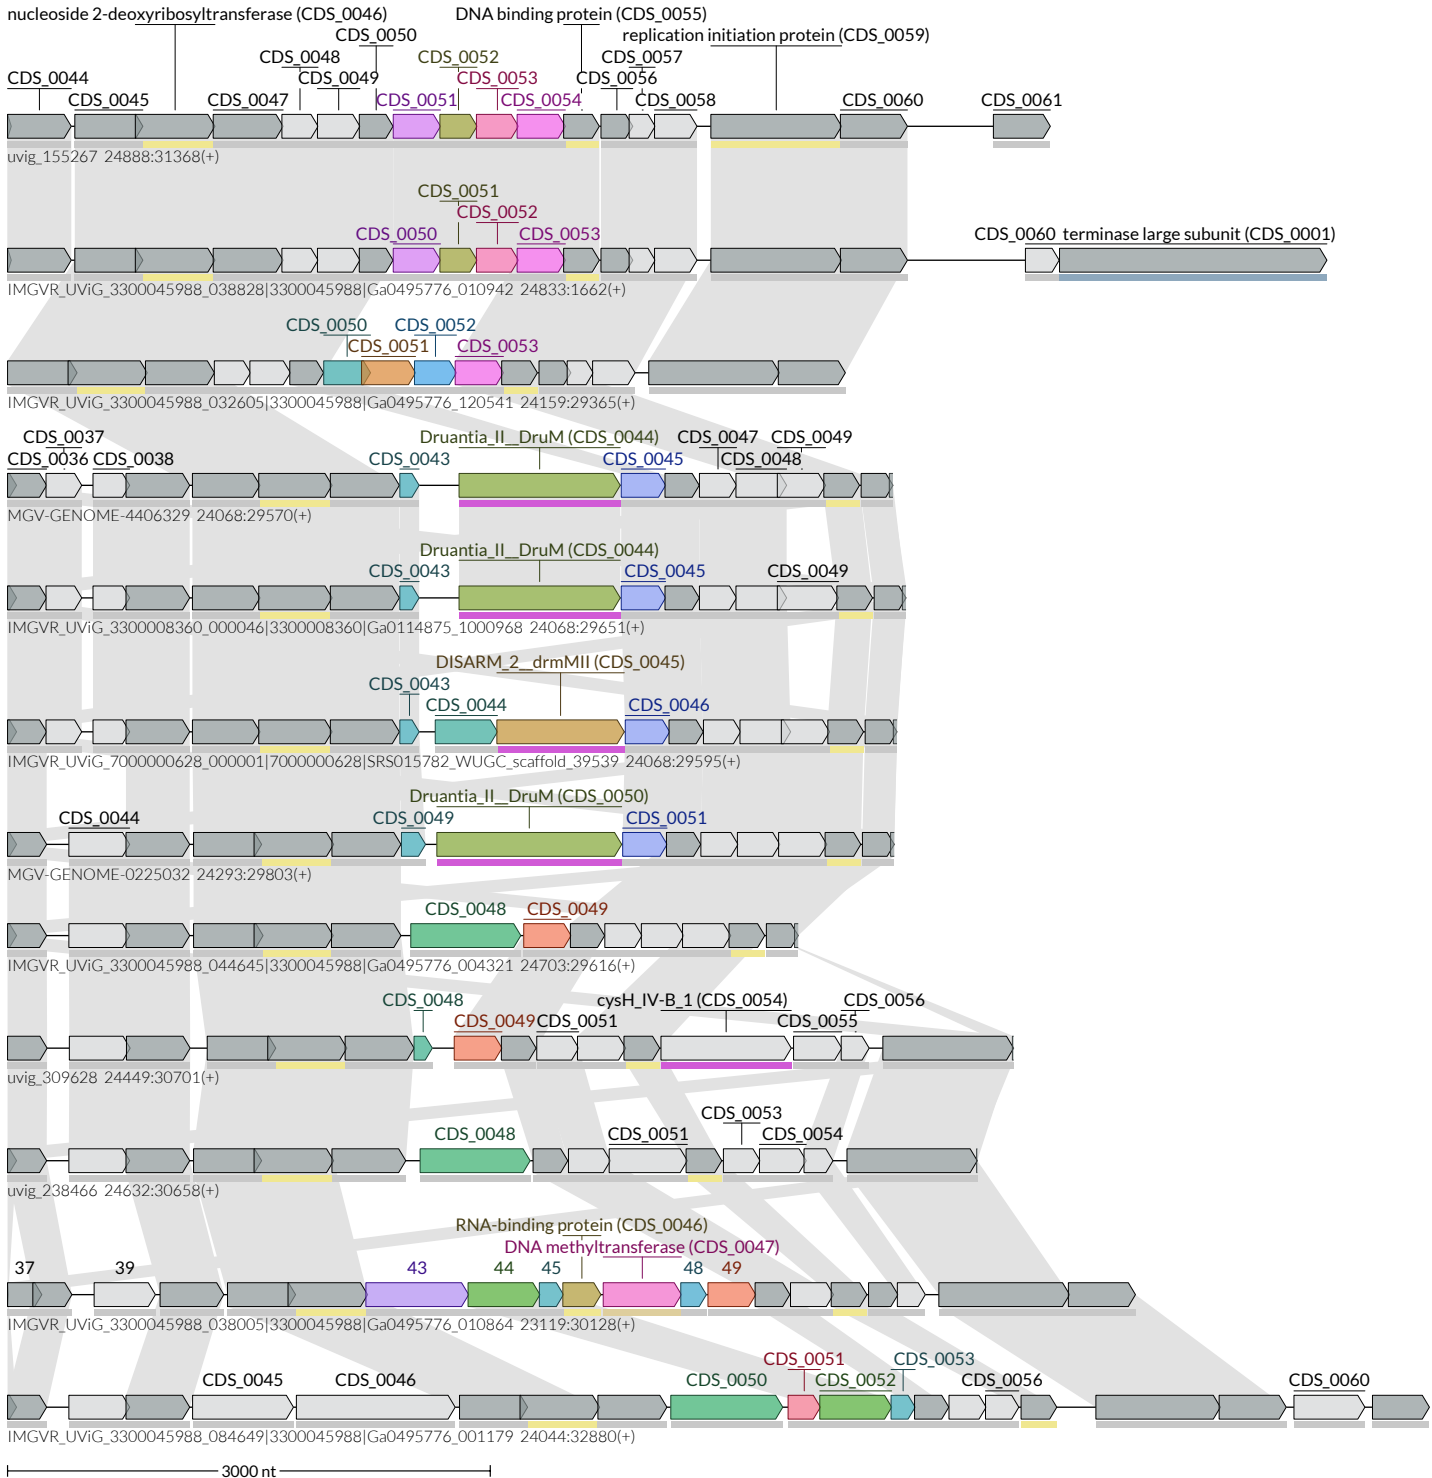 nucleoside 2-deoxyribosyltransferase (CDS_0046) DNA binding protein (CDS_0055)
CDS_0050 replication initiation protein (CDS_0059)
CDS_0048 CDS_0052 CDS_0057
CDS_0044 CDS_0049 CDS_0053 CDS_0056
CDS_0045 CDS_0047 CDS_0051 CDS_0054 CDS_0058 CDS_0060 CDS_0061
uvig_155267 24888:31368(+)
CDS_0051
CDS_0052
CDS_0050 CDS_0053 CDS_0060 terminase large subunit (CDS_0001)
IMGVR_UViG_3300045988_038828|3300045988|Ga0495776_010942 24833:1662(+)
CDS_0050 CDS_0052
CDS_0051 CDS_0053
IMGVR_UViG_3300045988_032605|3300045988|Ga0495776_120541 24159:29365(+)
CDS_0037 Druantia_II__DruM (CDS_0044) CDS_0047 CDS_0049
CDS_0036 CDS_0038 CDS_0043 CDS_0045 CDS_0048
MGV-GENOME-4406329 24068:29570(+)
Druantia_II__DruM (CDS_0044)
CDS_0043 CDS_0045 CDS_0049
IMGVR_UViG_3300008360_000046|3300008360|Ga0114875_1000968 24068:29651(+)
DISARM_2__drmMII (CDS_0045)
CDS_0043
CDS_0044 CDS_0046
IMGVR_UViG_7000000628_000001|7000000628|SRS015782_WUGC_scaffold_39539 24068:29595(+)
Druantia_II__DruM (CDS_0050)
CDS_0044 CDS_0049 CDS_0051
MGV-GENOME-0225032 24293:29803(+)
CDS_0048 CDS_0049
IMGVR_UViG_3300045988_044645|3300045988|Ga0495776_004321 24703:29616(+)
CDS_0048 cysH_IV-B_1 (CDS_0054) CDS_0056
CDS_0049 CDS_0051 CDS_0055
uvig_309628 24449:30701(+)
CDS_0053
CDS_0048 CDS_0051 CDS_0054
uvig_238466 24632:30658(+)
RNA-binding protein (CDS_0046)
DNA methyltransferase (CDS_0047)
37 39 43 44 45 48 49
IMGVR_UViG_3300045988_038005|3300045988|Ga0495776_010864 23119:30128(+)
CDS_0051 CDS_0053
CDS_0045 CDS_0046 CDS_0050 CDS_0052 CDS_0056 CDS_0060
IMGVR_UViG_3300045988_084649|3300045988|Ga0495776_001179 24044:32880(+)
3000 nt